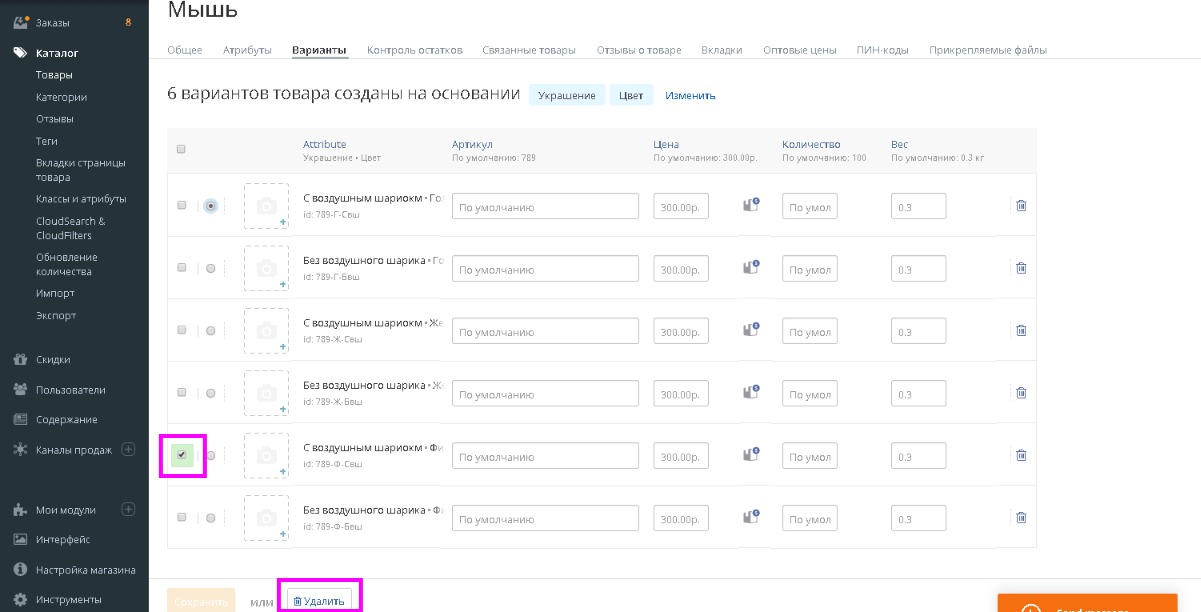 Мышь
Заказы 8
Каталог
Товары
Категории
Отзывы
Теги
Вкладки страницы
товара
Классы и атрибуты
CloudSearch &
CloudFilters
Обновление
количества
Импорт
Экспорт
Скидки
Пользователи
Содержание
Каналы продаж
Мои модули
Интерфейс
Настройка магазина
Инструменты
Общее Атрибуты Варианты Контроль остатков Связанные товары Отзывы о товаре Вкладки Оптовые цены ПИН-коды Прикрепляемые файлы
6 вариантов товара созданы на основании Украшение Цвет Изменить
Attribute Артикул Цена Количество Вес
Украшение • Цвет По умолчанию: 789 По умолчанию: 300.00р. По умолчанию: 100 По умолчанию: 0.3 кг
С воздушным шариокм • Гол
id: 789-Г-Свш
По умолчанию 300.00р. По умол 0.3
Без воздушного шарика • Го
id: 789-Г-Бвш
По умолчанию 300.00р. По умол 0.3
С воздушным шариокм • Же
id: 789-Ж-Свш
По умолчанию 300.00р. По умол 0.3
Без воздушного шарика • Же
id: 789-Ж-Бвш
По умолчанию 300.00р. По умол 0.3
С воздушным шариокм • Фи
id: 789-Ф-Свш
По умолчанию 300.00р. По умол 0.3
Без воздушного шарика • Фи
id: 789-Ф-Бвш
По умолчанию 300.00р. По умол 0.3
Сохранить или Удалить
Send message